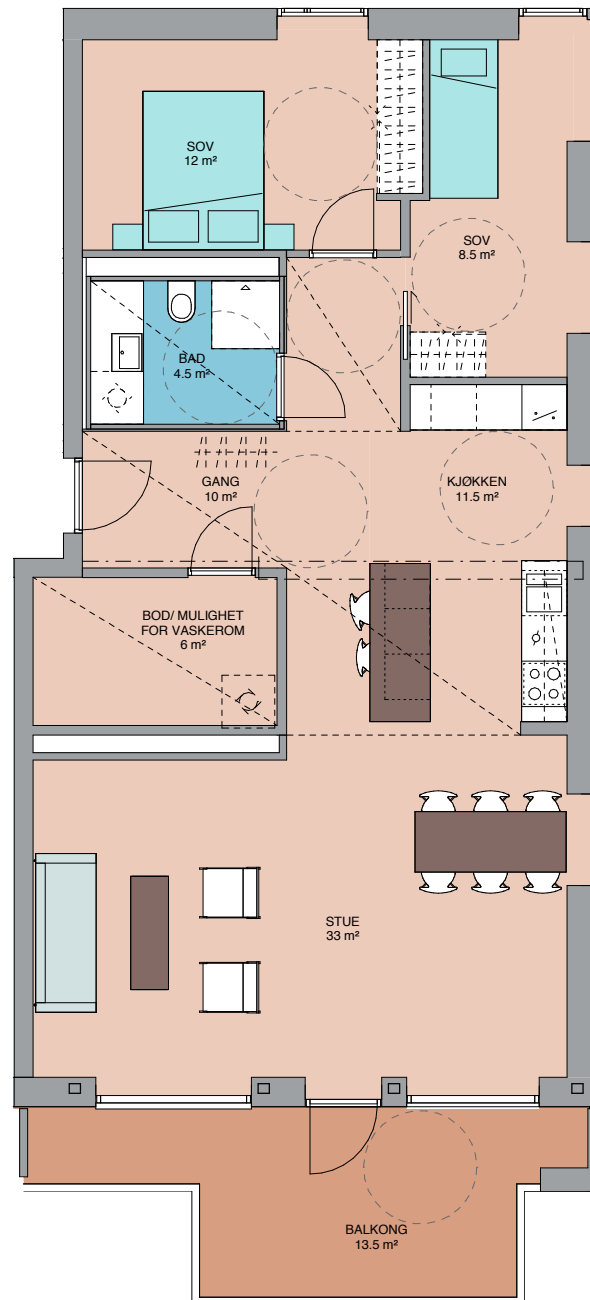 SOV
12 m²
SOV
8.5 m²
BAD
4.5 m²
GANG
10 m²
KJØKKEN
11.5 m²
BOD/ MULIGHET
FOR VASKEROM
6 m²
STUE
33 m²
BALKONG
13.5 m²